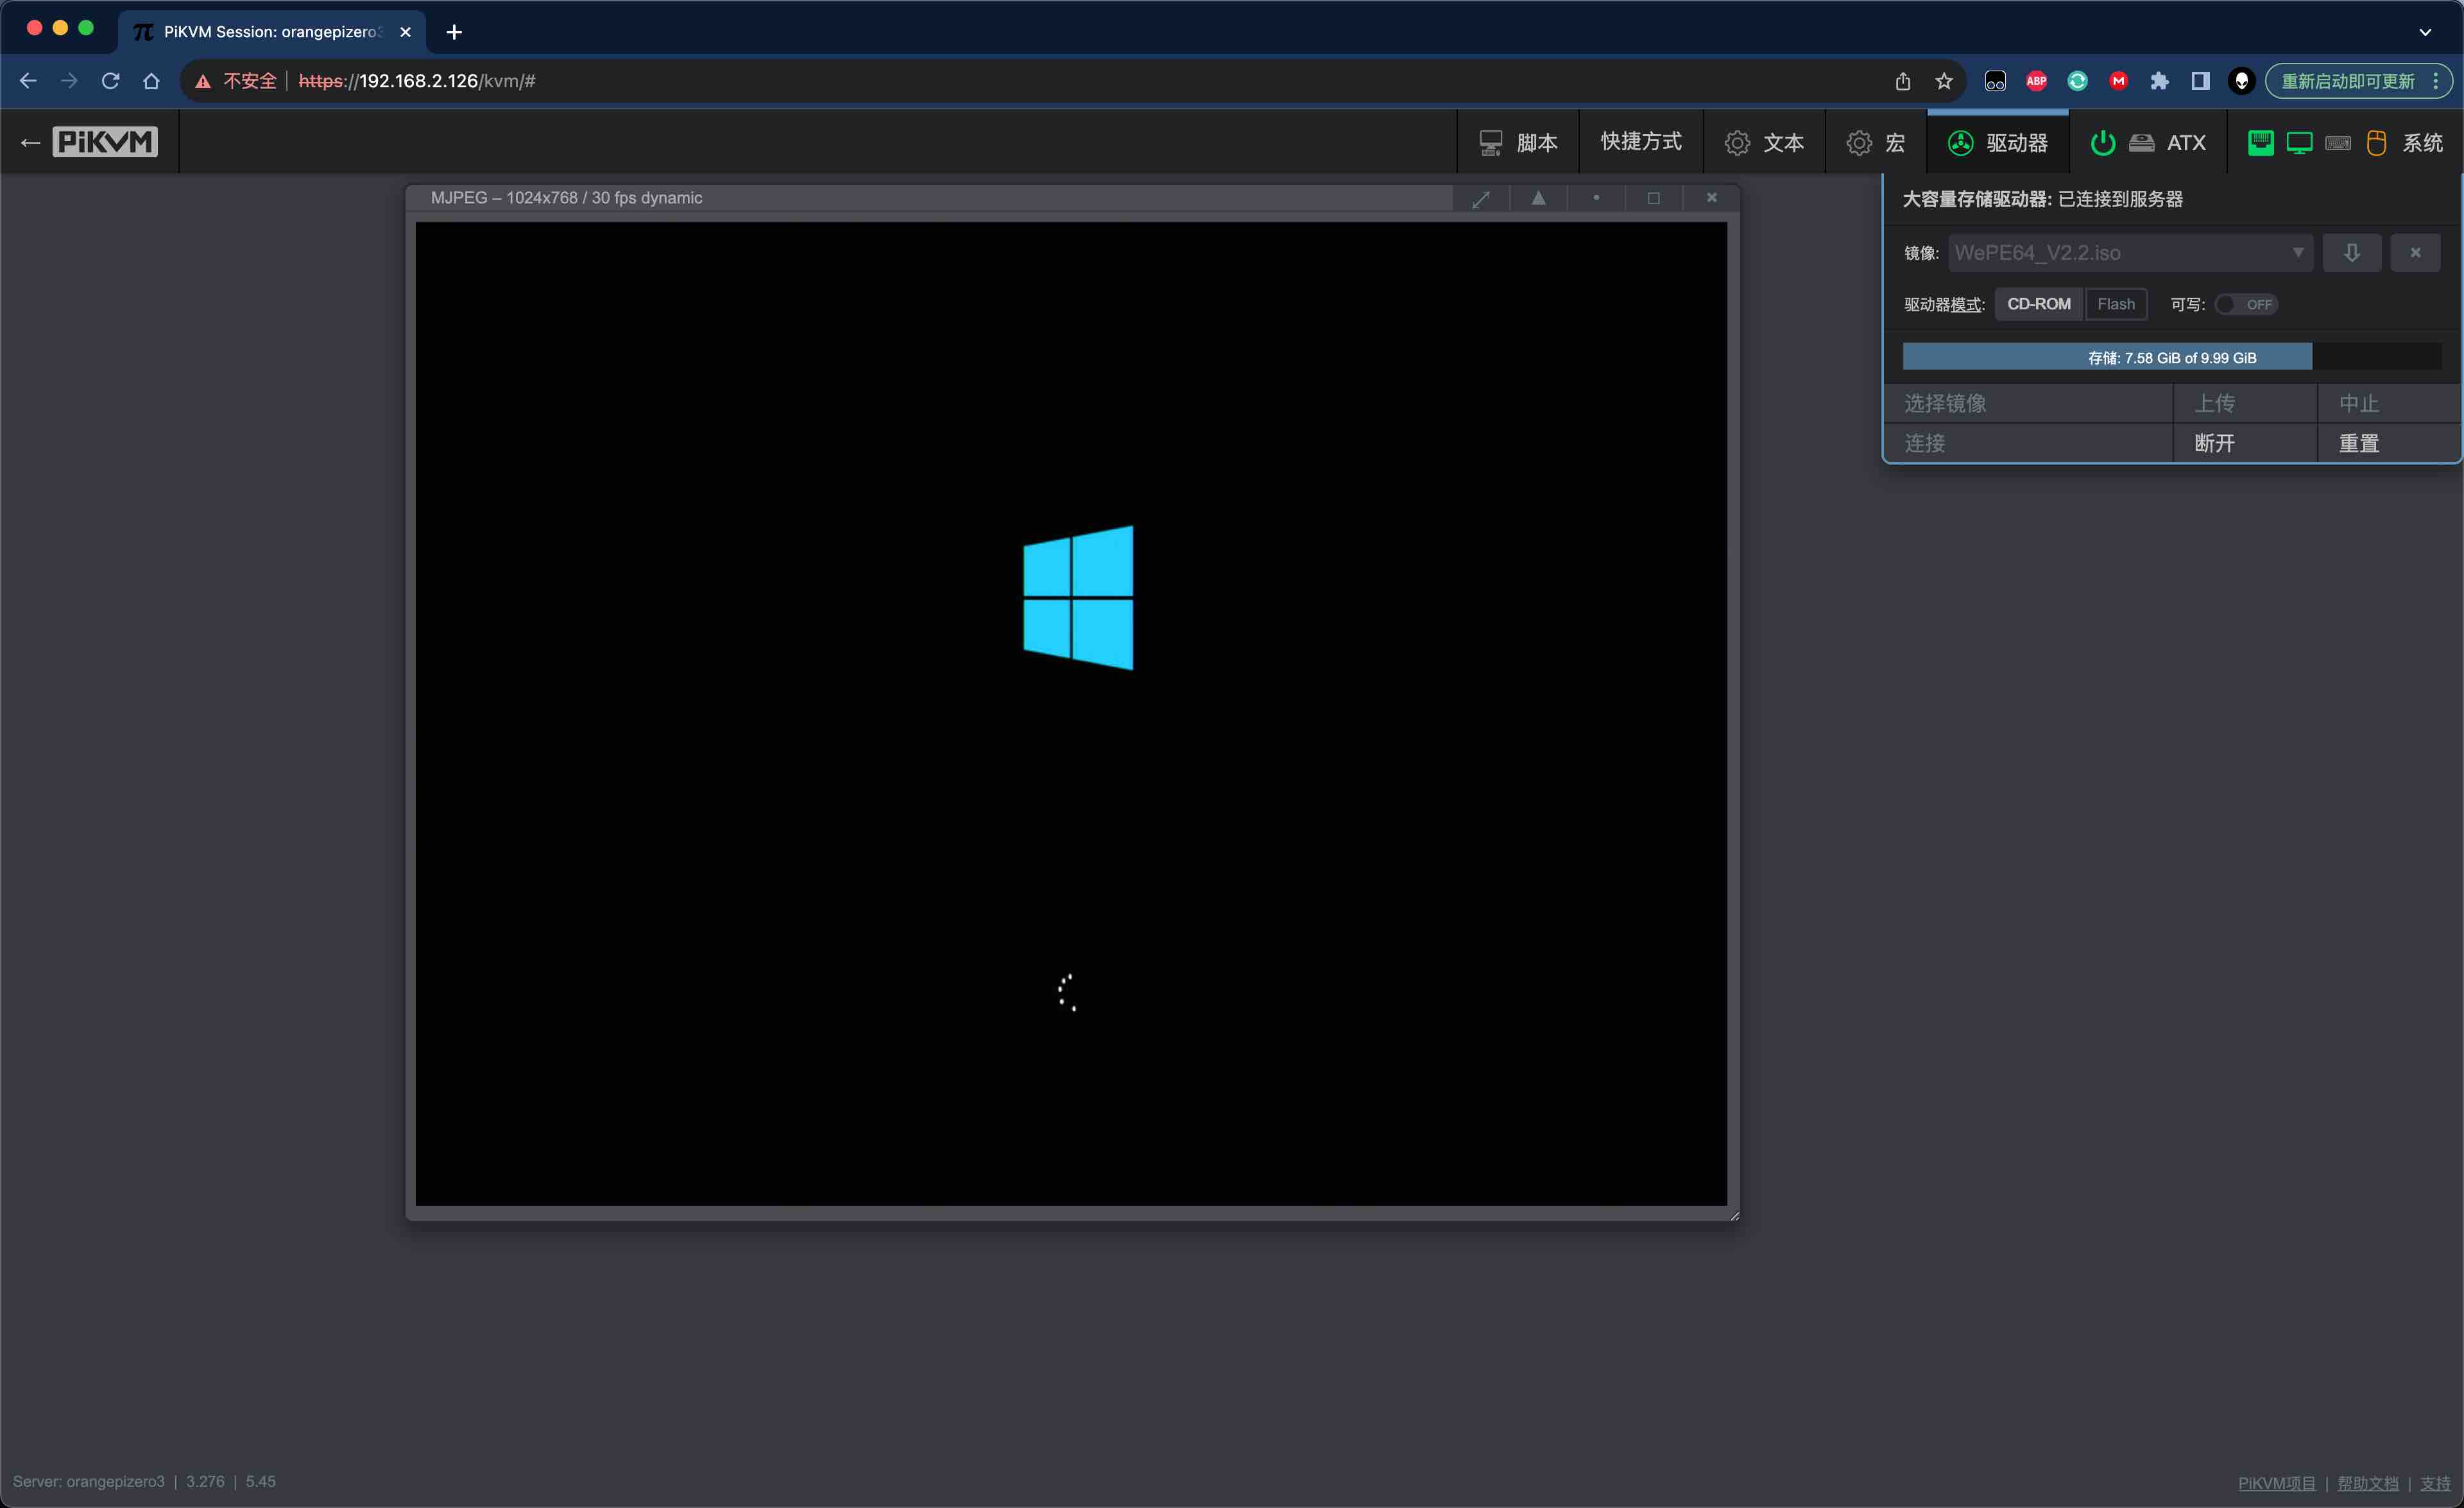 PiKVM Session: orangepizero3
不安全 https://192.168.2.126/kvm/#
ABP
M
重新启动即可更新
← PiKVM
脚本
快捷方式
文本
宏
驱动器
ATX
系统
MJPEG – 1024x768 / 30 fps dynamic
大容量存储驱动器: 已连接到服务器
镜像: WePE64_V2.2.iso
驱动器模式: CD-ROM Flash 可写: OFF
存储: 7.58 GiB of 9.99 GiB
选择镜像 上传 中止
连接 断开 重置
Server: orangepizero3 | 3.276 | 5.45
PiKVM项目 | 帮助文档 | 支持